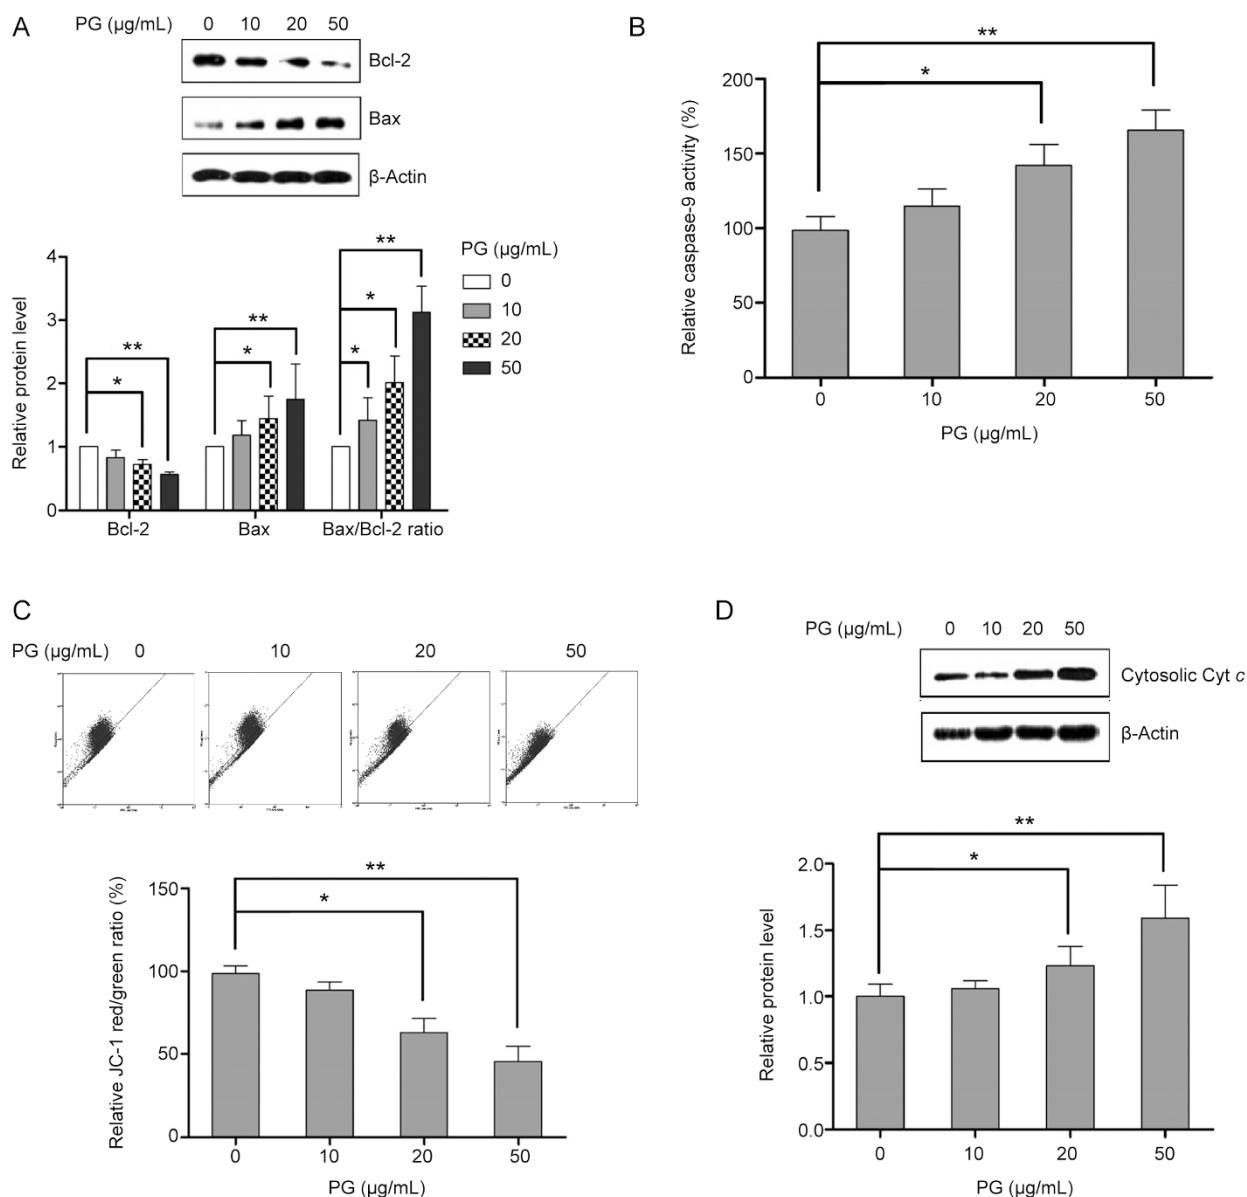 A
PG (µg/mL) 0 10 20 50
Bcl-2
Bax
β-Actin
Relative protein level
4
3
2
1
0
** * ** * ** * *
Bcl-2 Bax Bax/Bcl-2 ratio
PG (µg/mL)
0
10
20
50
B
Relative caspase-9 activity (%)
200
150
100
50
0
**
*
0 10 20 50
PG (µg/mL)
C
PG (µg/mL) 0 10 20 50
Relative JC-1 red/green ratio (%)
150
100
50
0
**
*
0 10 20 50
PG (µg/mL)
D
PG (µg/mL) 0 10 20 50
Cytosolic Cyt c
β-Actin
Relative protein level
2.0
1.5
1.0
0.5
0.0
**
*
0 10 20 50
PG (µg/mL)